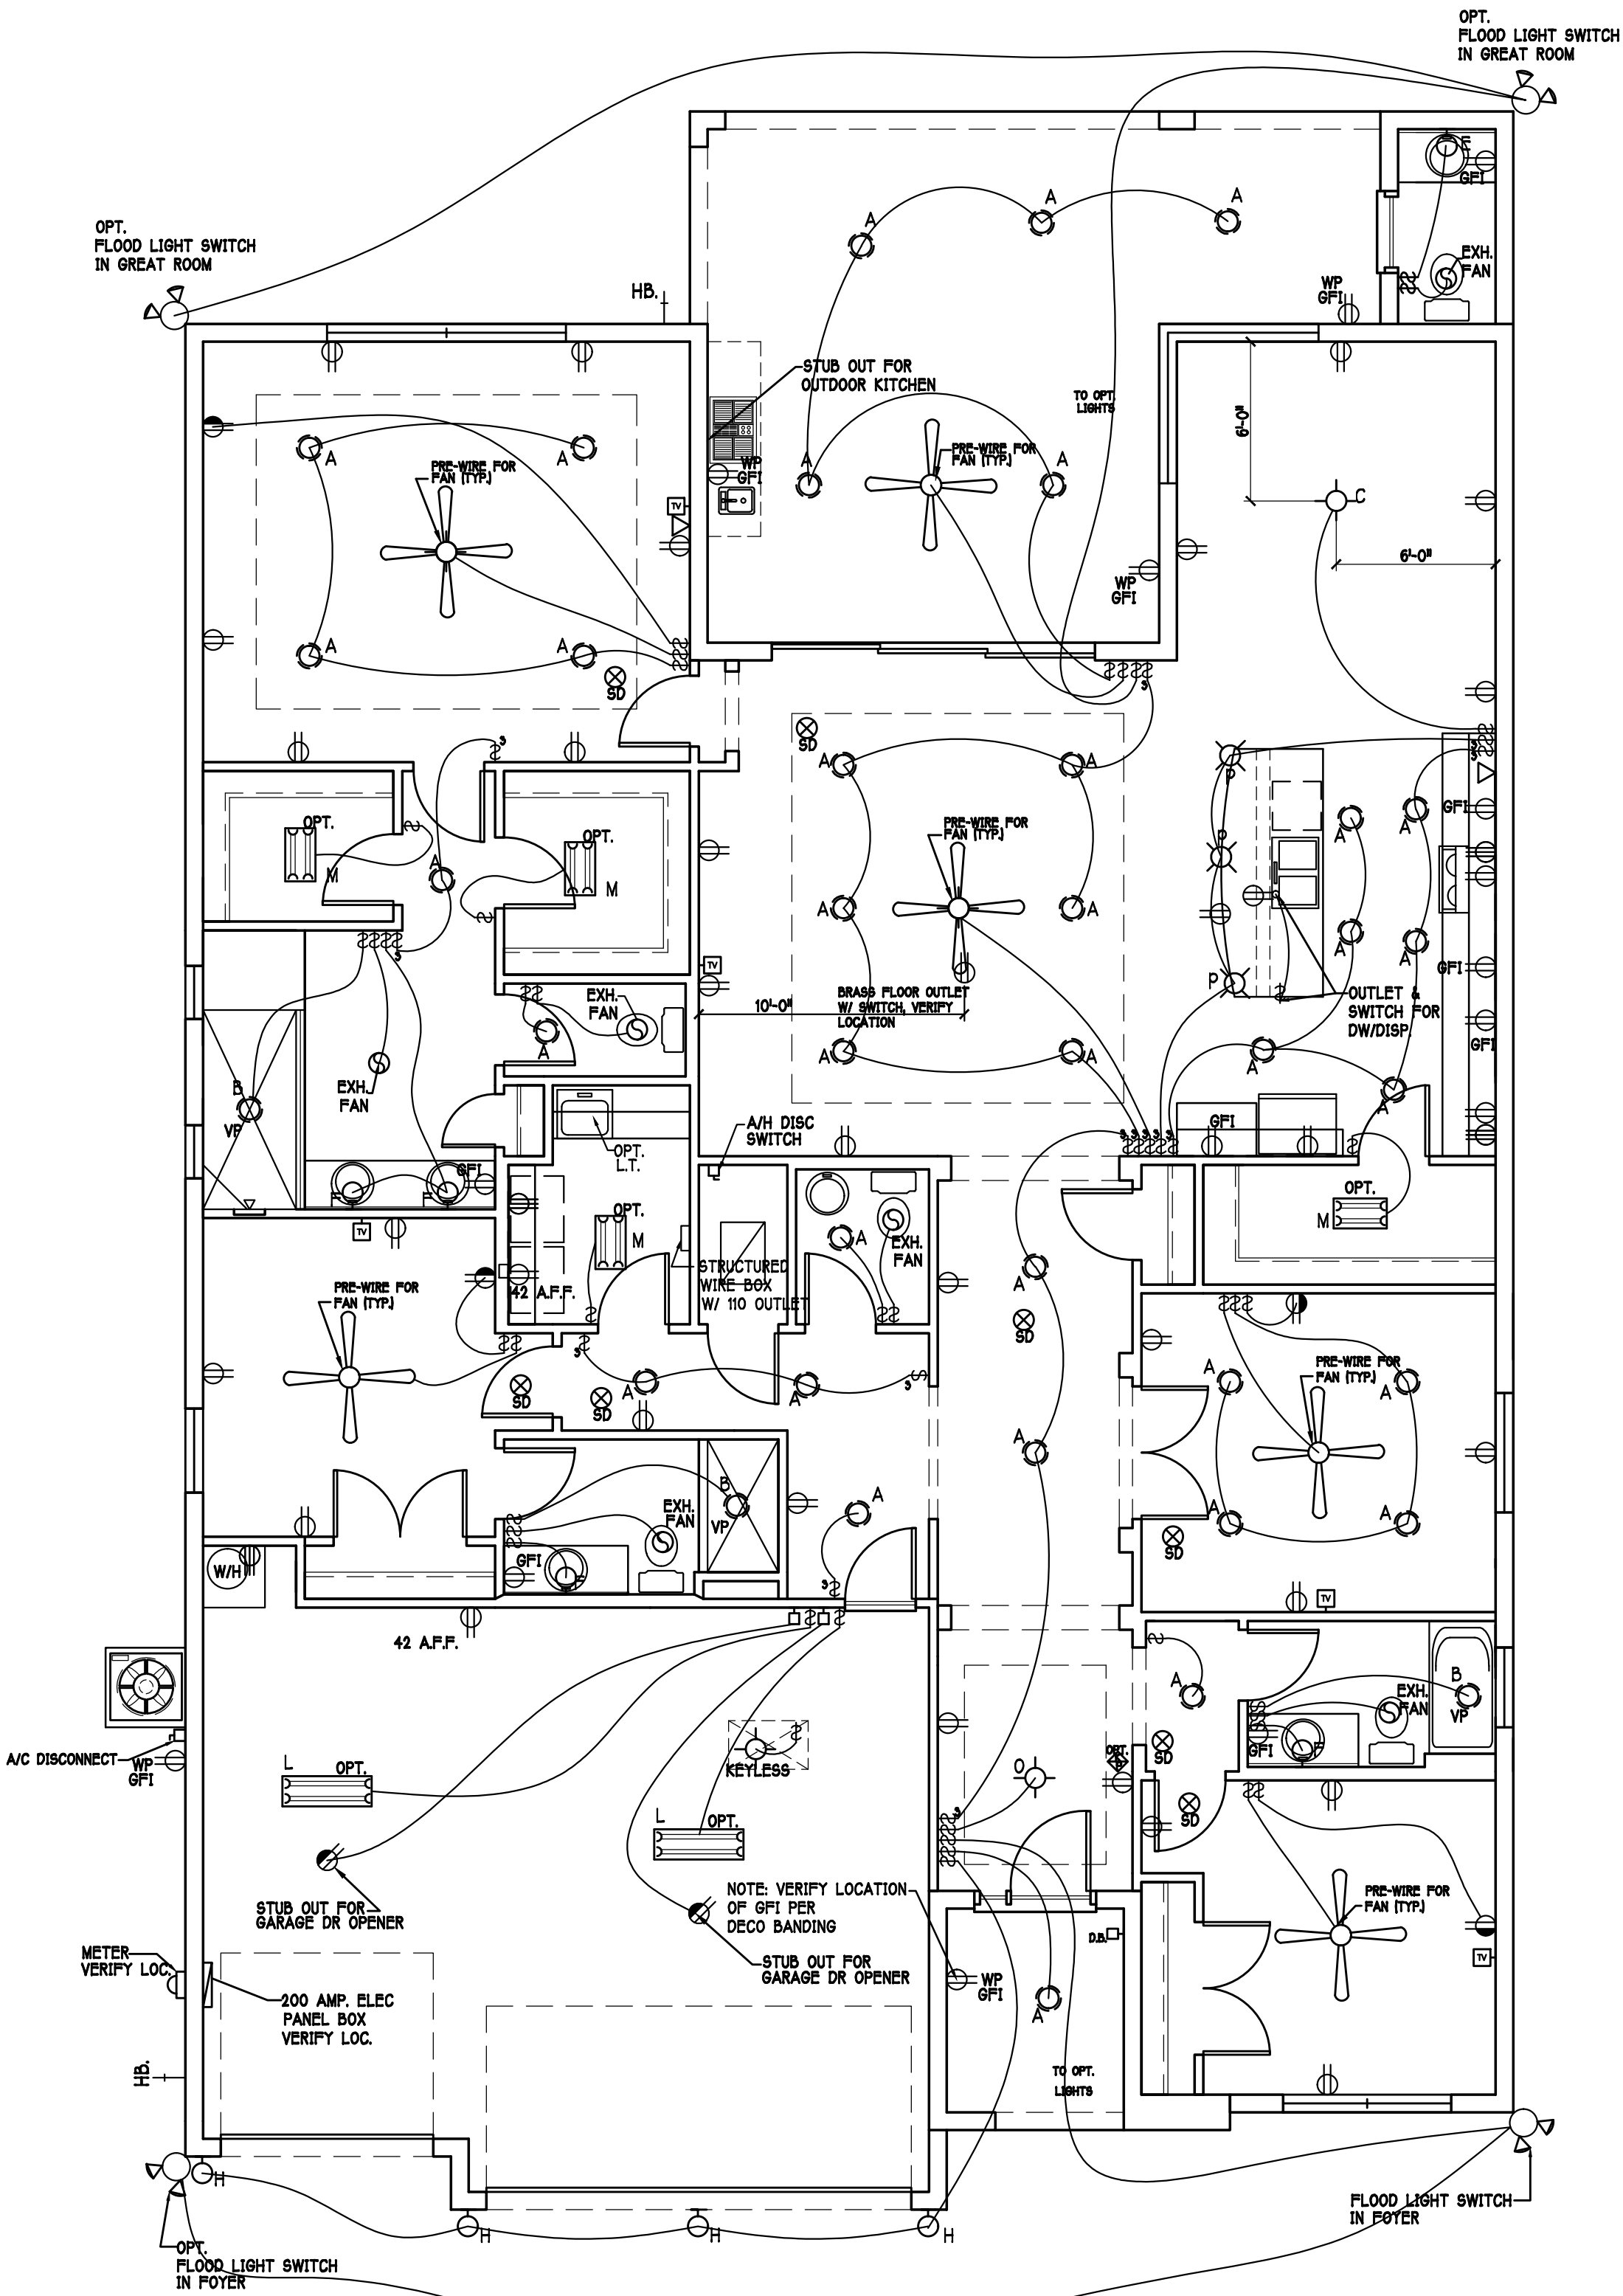 OPT.
FLOOD LIGHT SWITCH
IN GREAT ROOM
OPT.
FLOOD LIGHT SWITCH
IN GREAT ROOM
GFI
EXH.
FAN
WP
GFI
A
A
A
HB.
STUB OUT FOR
OUTDOOR KITCHEN
WP
GFI
A
PRE-WIRE FOR
FAN (TYP.)
A
TO OPT.
LIGHTS
WP
GFI
6'-0"
C
6'-0"
A
A
PRE-WIRE FOR
FAN (TYP.)
TV
A
A
SD
S
OPT.
M
A
OPT.
M
S
SD
A
A
PRE-WIRE FOR
FAN (TYP.)
A
A
A
A
TV
10'-0"
BRASS FLOOR OUTLET
W/ SWITCH, VERIFY
LOCATION
S
P
P
P
A
A
A
A
GFI
GFI
GFI
OUTLET &
SWITCH FOR
DW/DISP.
A
A
GFI
EXH.
FAN
A
EXH.
FAN
B
VP
F
F
GFI
TV
OPT.
L.T.
OPT.
M
A/H DISC
SWITCH
STRUCTURED
WIRE BOX
W/ 110 OUTLET
42 A.F.F.
A
EXH.
FAN
S S S S S
OPT.
M
A
SD
A
PRE-WIRE FOR
FAN (TYP.)
SD
SD
S
A
A
S
A
S
B
VP
EXH.
FAN
GFI
F
W/H
42 A.F.F.
A
A
PRE-WIRE FOR
FAN (TYP.)
A
A
SD
TV
A
EXH.
FAN
B
VP
GFI
F
SD
SD
A/C DISCONNECT
WP
GFI
L
OPT.
KEYLESS
L
OPT.
O
OPT.
S
STUB OUT FOR
GARAGE DR OPENER
NOTE: VERIFY LOCATION
OF GFI PER
DECO BANDING
STUB OUT FOR
GARAGE DR OPENER
METER
VERIFY LOC.
200 AMP. ELEC
PANEL BOX
VERIFY LOC.
HB.
D.B.
WP
GFI
A
TO OPT.
LIGHTS
PRE-WIRE FOR
FAN (TYP.)
TV
H
H
H
H
OPT.
FLOOD LIGHT SWITCH
IN FOYER
FLOOD LIGHT SWITCH
IN FOYER